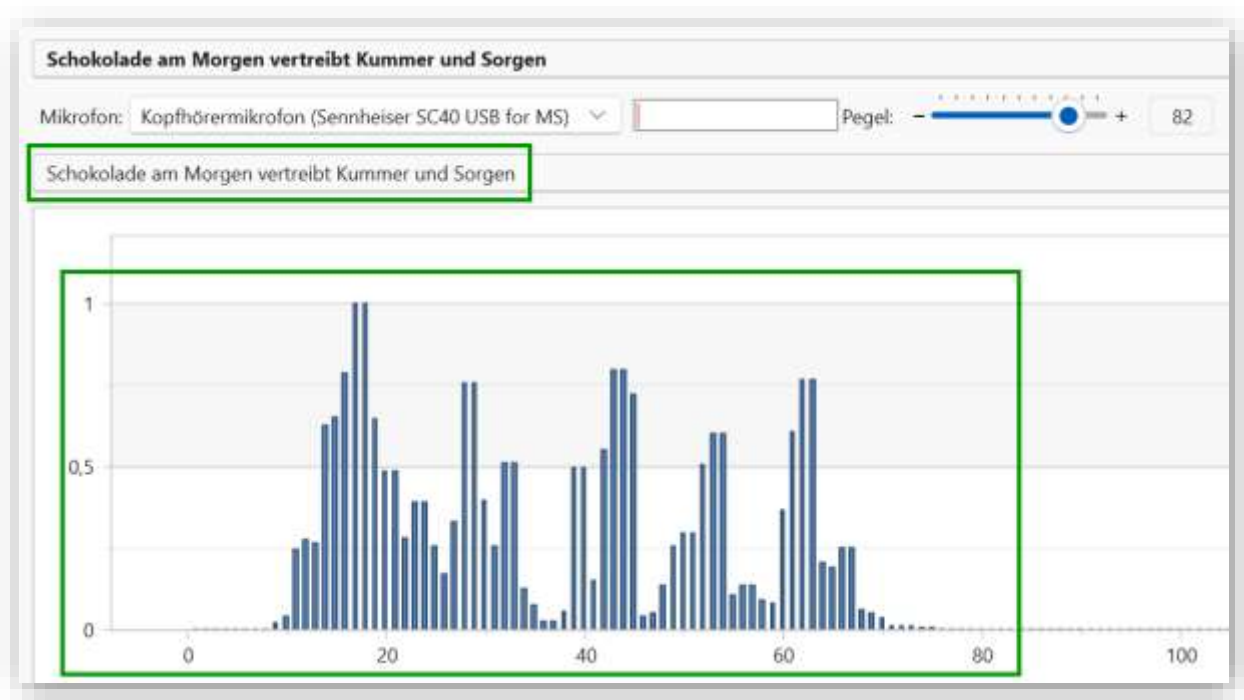 Schokolade am Morgen vertreibt Kummer und Sorgen
Mikrofon: Kopfhörermikrofon (Sennheiser SC40 USB for MS) Pegel: - + 82
Schokolade am Morgen vertreibt Kummer und Sorgen
1
0,5
0
0 20 40 60 80 100